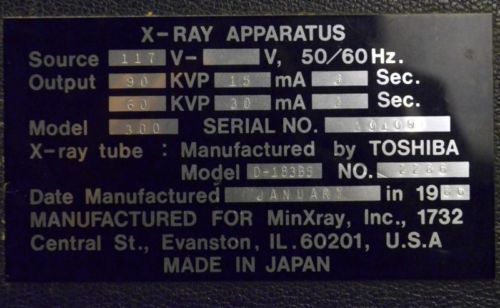 X-RAY APPARATUS
Source 117 V- V, 50/60 Hz.
Output 90 KVP 15 mA 3 Sec.
60 KVP 30 mA 3 Sec.
Model 300 SERIAL NO.
X-ray tube : Manufactured by TOSHIBA
Model NO.
Date Manufactured JANUARY in 19
MANUFACTURED FOR MinXray, Inc., 1732
Central St., Evanston, IL.60201, U.S.A
MADE IN JAPAN